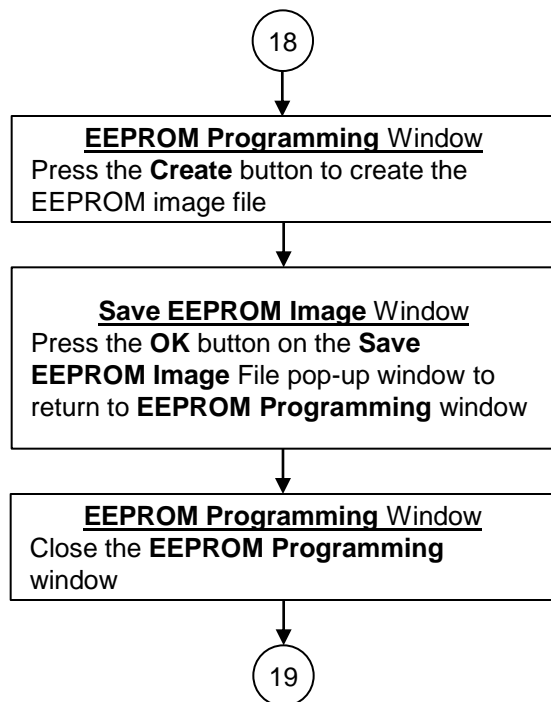 18
EEPROM Programming Window
Press the Create button to create the
EEPROM image file
Save EEPROM Image Window
Press the OK button on the Save
EEPROM Image File pop-up window to
return to EEPROM Programming window
EEPROM Programming Window
Close the EEPROM Programming
window
19